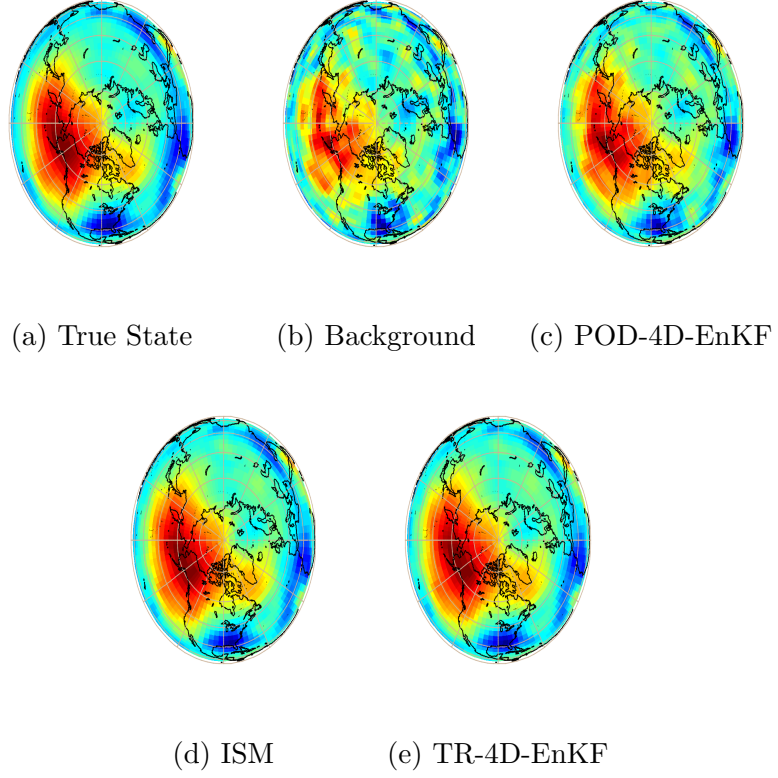 (a) True State
(b) Background
(c) POD-4D-EnKF
(d) ISM
(e) TR-4D-EnKF